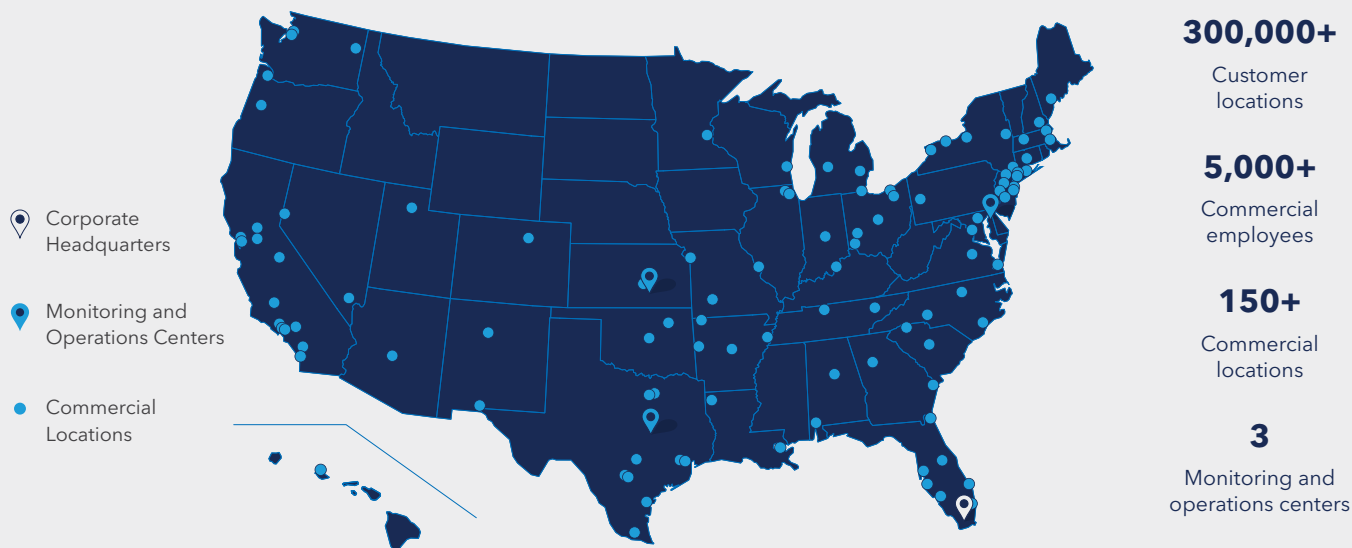 Corporate
Headquarters
Monitoring and
Operations Centers
Commercial
Locations
300,000+
Customer
locations
5,000+
Commercial
employees
150+
Commercial
locations
3
Monitoring and
operations centers